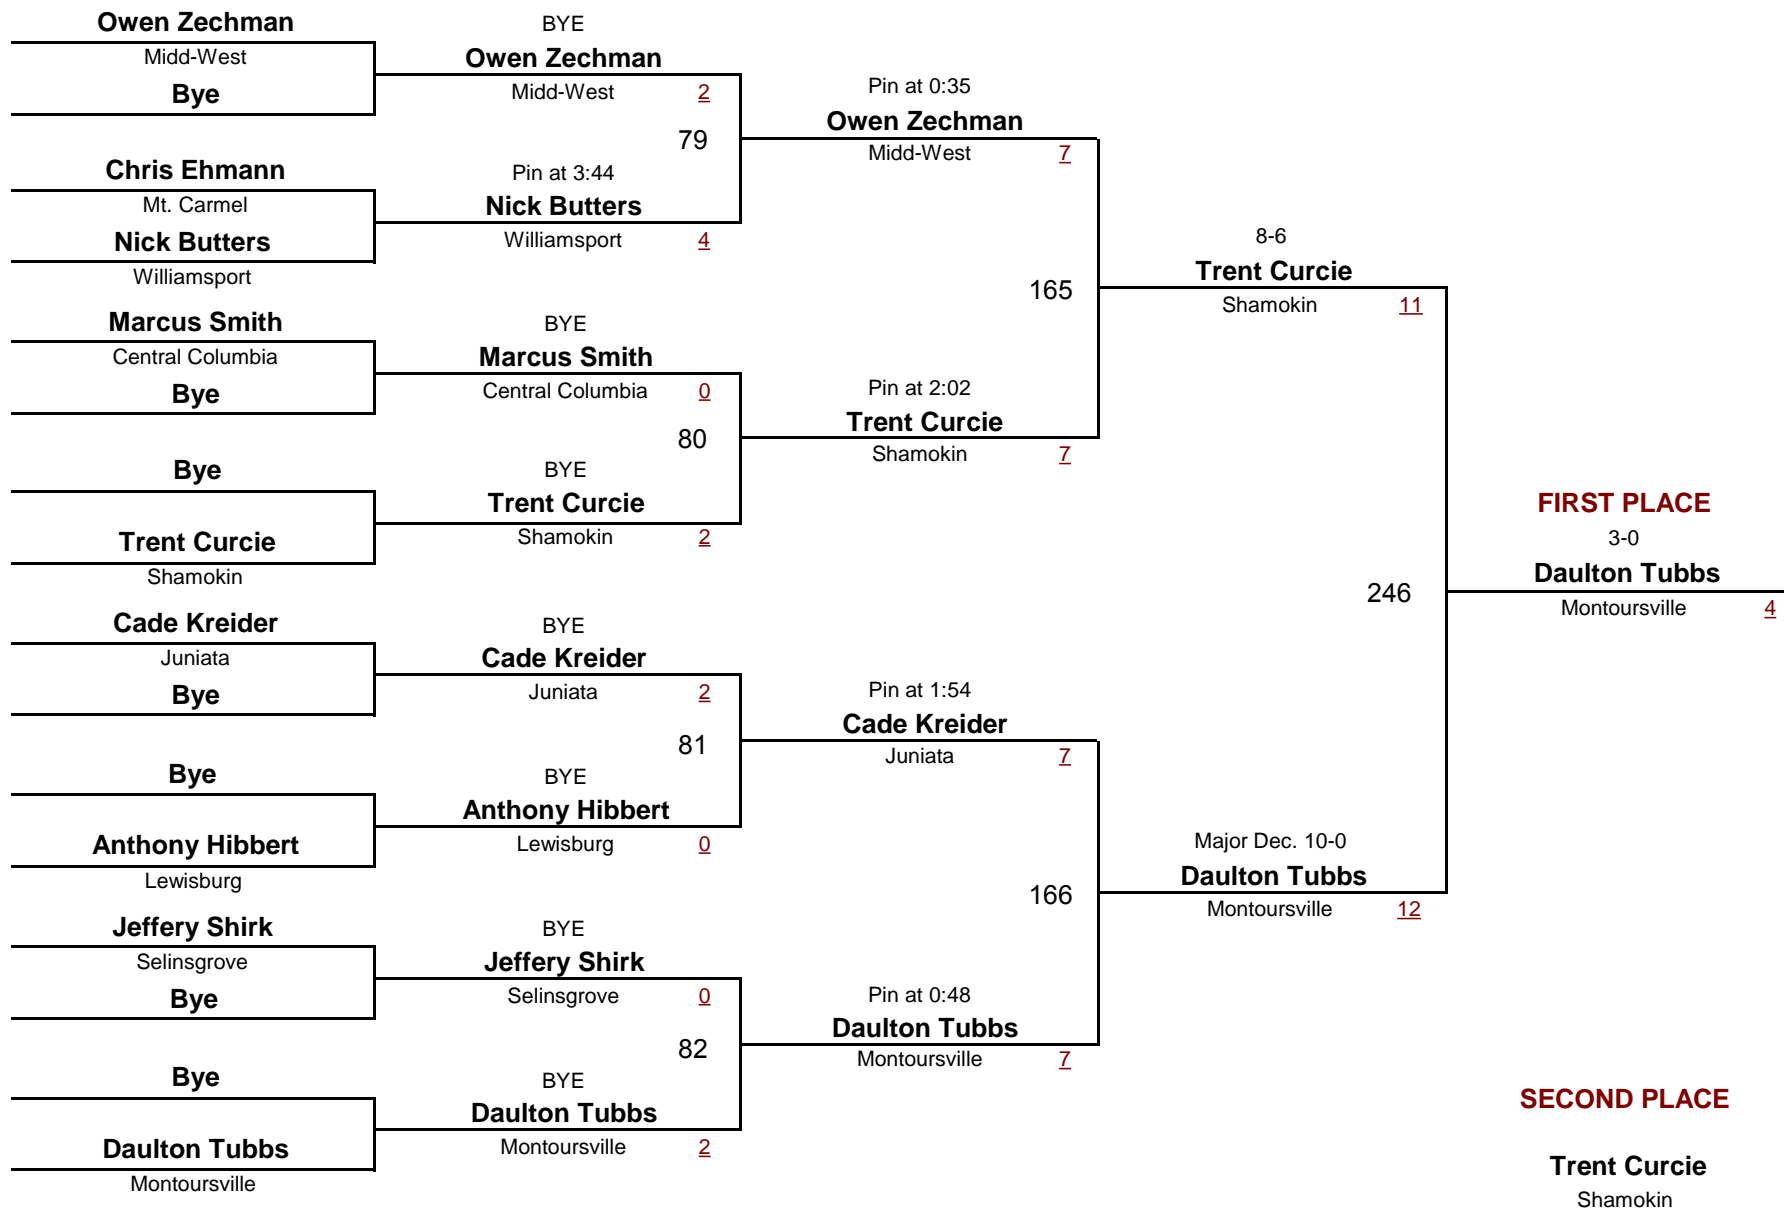 Owen Zechman
Midd-West
Bye
Chris Ehmann
Mt. Carmel
Nick Butters
Williamsport
Marcus Smith
Central Columbia
Bye
Bye
Trent Curcie
Shamokin
Cade Kreider
Juniata
Bye
Bye
Anthony Hibbert
Lewisburg
Jeffery Shirk
Selinsgrove
Bye
Bye
Daulton Tubbs
Montoursville
BYE
Owen Zechman
Midd-West 2
79
Pin at 3:44
Nick Butters
Williamsport 4
BYE
Marcus Smith
Central Columbia 0
80
BYE
Trent Curcie
Shamokin 2
BYE
Cade Kreider
Juniata 2
81
BYE
Anthony Hibbert
Lewisburg 0
BYE
Jeffery Shirk
Selinsgrove 0
82
BYE
Daulton Tubbs
Montoursville 2
Pin at 0:35
Owen Zechman
Midd-West 7
165
Pin at 2:02
Trent Curcie
Shamokin 7
Pin at 1:54
Cade Kreider
Juniata 7
166
Pin at 0:48
Daulton Tubbs
Montoursville 7
8-6
Trent Curcie
Shamokin 11
246
Major Dec. 10-0
Daulton Tubbs
Montoursville 12
FIRST PLACE
3-0
Daulton Tubbs
Montoursville 4
SECOND PLACE
Trent Curcie
Shamokin